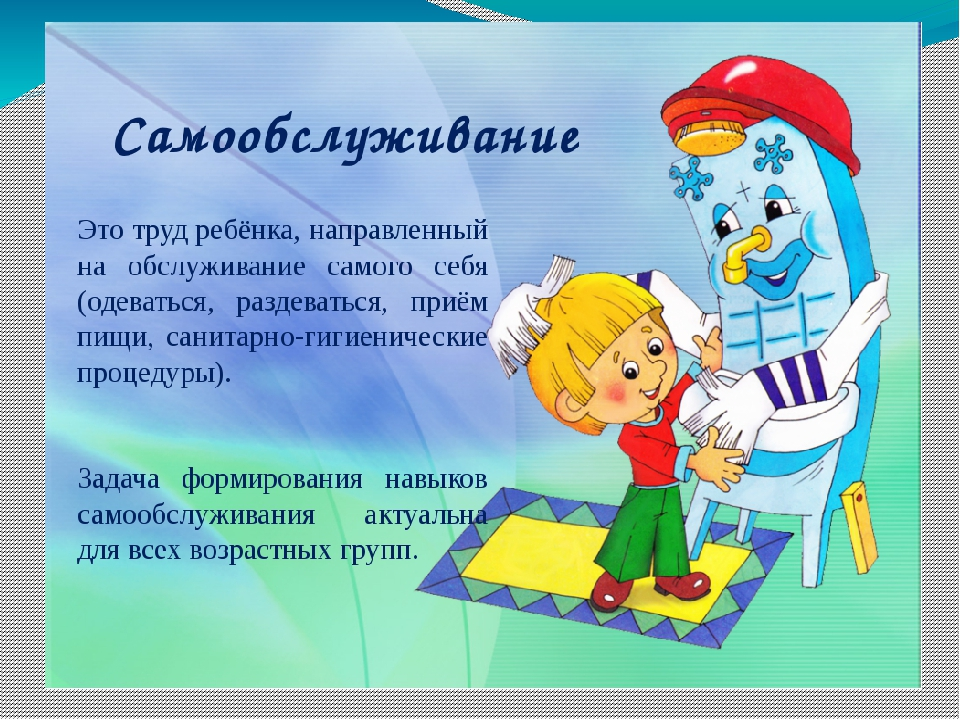 Самообслуживание
Это труд ребёнка, направленный
на обслуживание самого себя
(одеваться, раздеваться, приём
пищи, санитарно-гигиенические
процедуры).
Задача формирования навыков
самообслуживания актуальна
для всех возрастных групп.